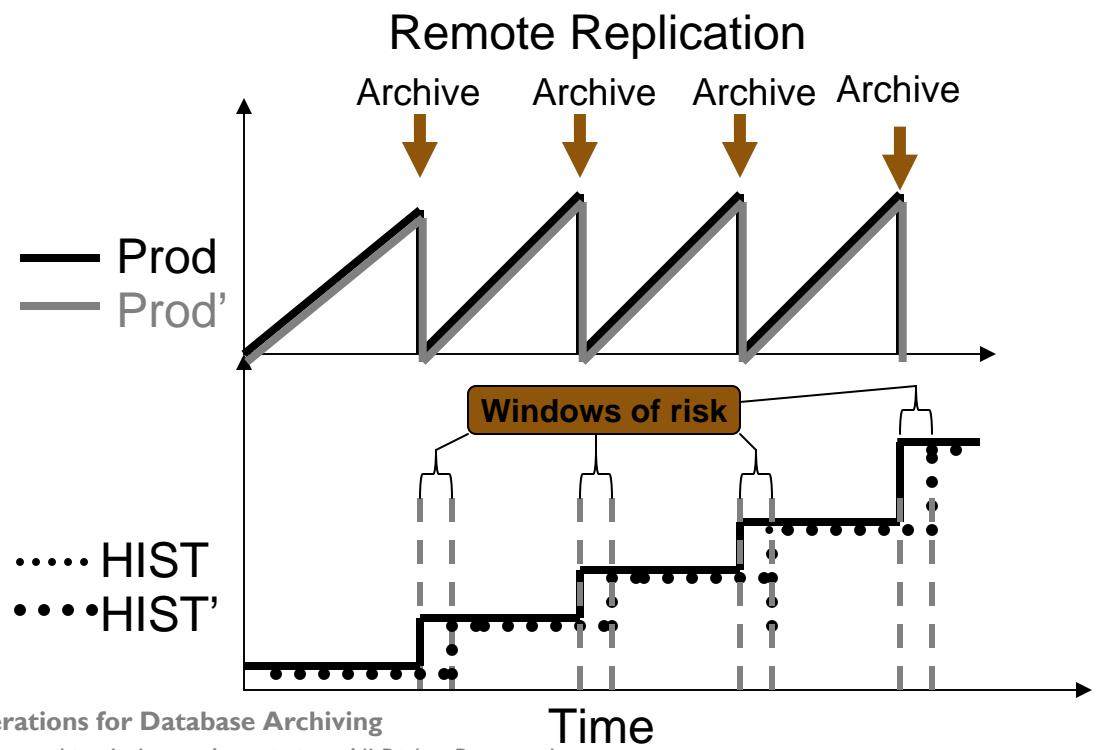 Remote Replication
Archive Archive Archive Archive
Prod
Prod’
Windows of risk
HIST
HIST’
Time
erations for Database Archiving